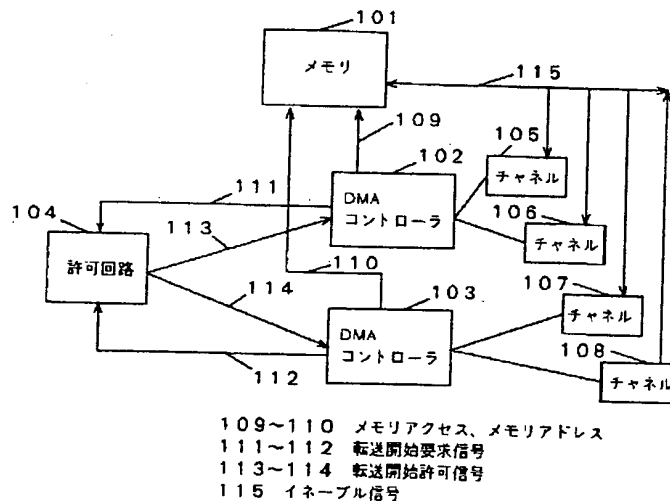 101
メモリ
115
109
105
102
チャネル
111
DMA
コントローラ
106
104
113
チャネル
許可回路
110
107
114
103
チャネル
DMA
コントローラ
108
112
チャネル
109~110 メモリアクセス、メモリアドレス
111~112 転送開始要求信号
113~114 転送開始許可信号
115 イネーブル信号